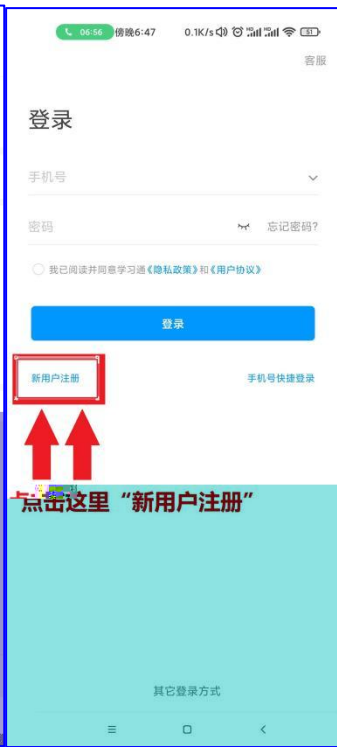 06:56 傍晚6:47 0.1K/s 51
客服
登录
手机号
密码 忘记密码?
我已阅读并同意学习通《隐私政策》和《用户协议》
登录
新用户注册 手机号快捷登录
点击这里“新用户注册”
其它登录方式